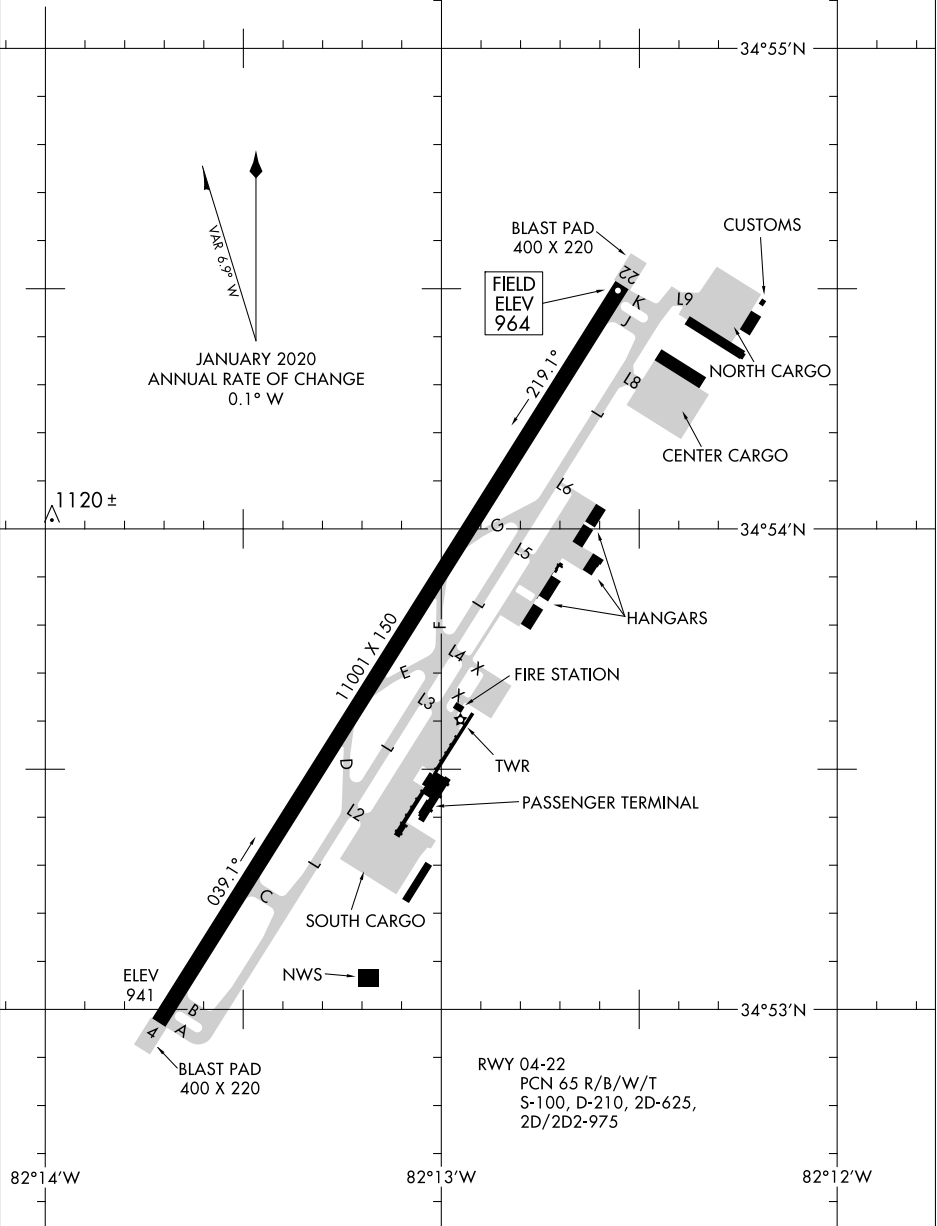 34°55'N
CUSTOMS
BLAST PAD
400 X 220
VAR 6.9° W
22
FIELD
ELEV
964
K
L9
J
JANUARY 2020
ANNUAL RATE OF CHANGE
0.1° W
219.1°
NORTH CARGO
L8
L
CENTER CARGO
1120 ±
L6
G
34°54'N
L5
L
HANGARS
F
11001 X 150
L4
X
E
FIRE STATION
L3
X
L
D
TWR
PASSENGER TERMINAL
L2
L
039.1°
C
SOUTH CARGO
ELEV
941
NWS
B
34°53'N
4
A
BLAST PAD
400 X 220
RWY 04-22
PCN 65 R/B/W/T
S-100, D-210, 2D-625,
2D/2D2-975
82°14'W
82°13'W
82°12'W